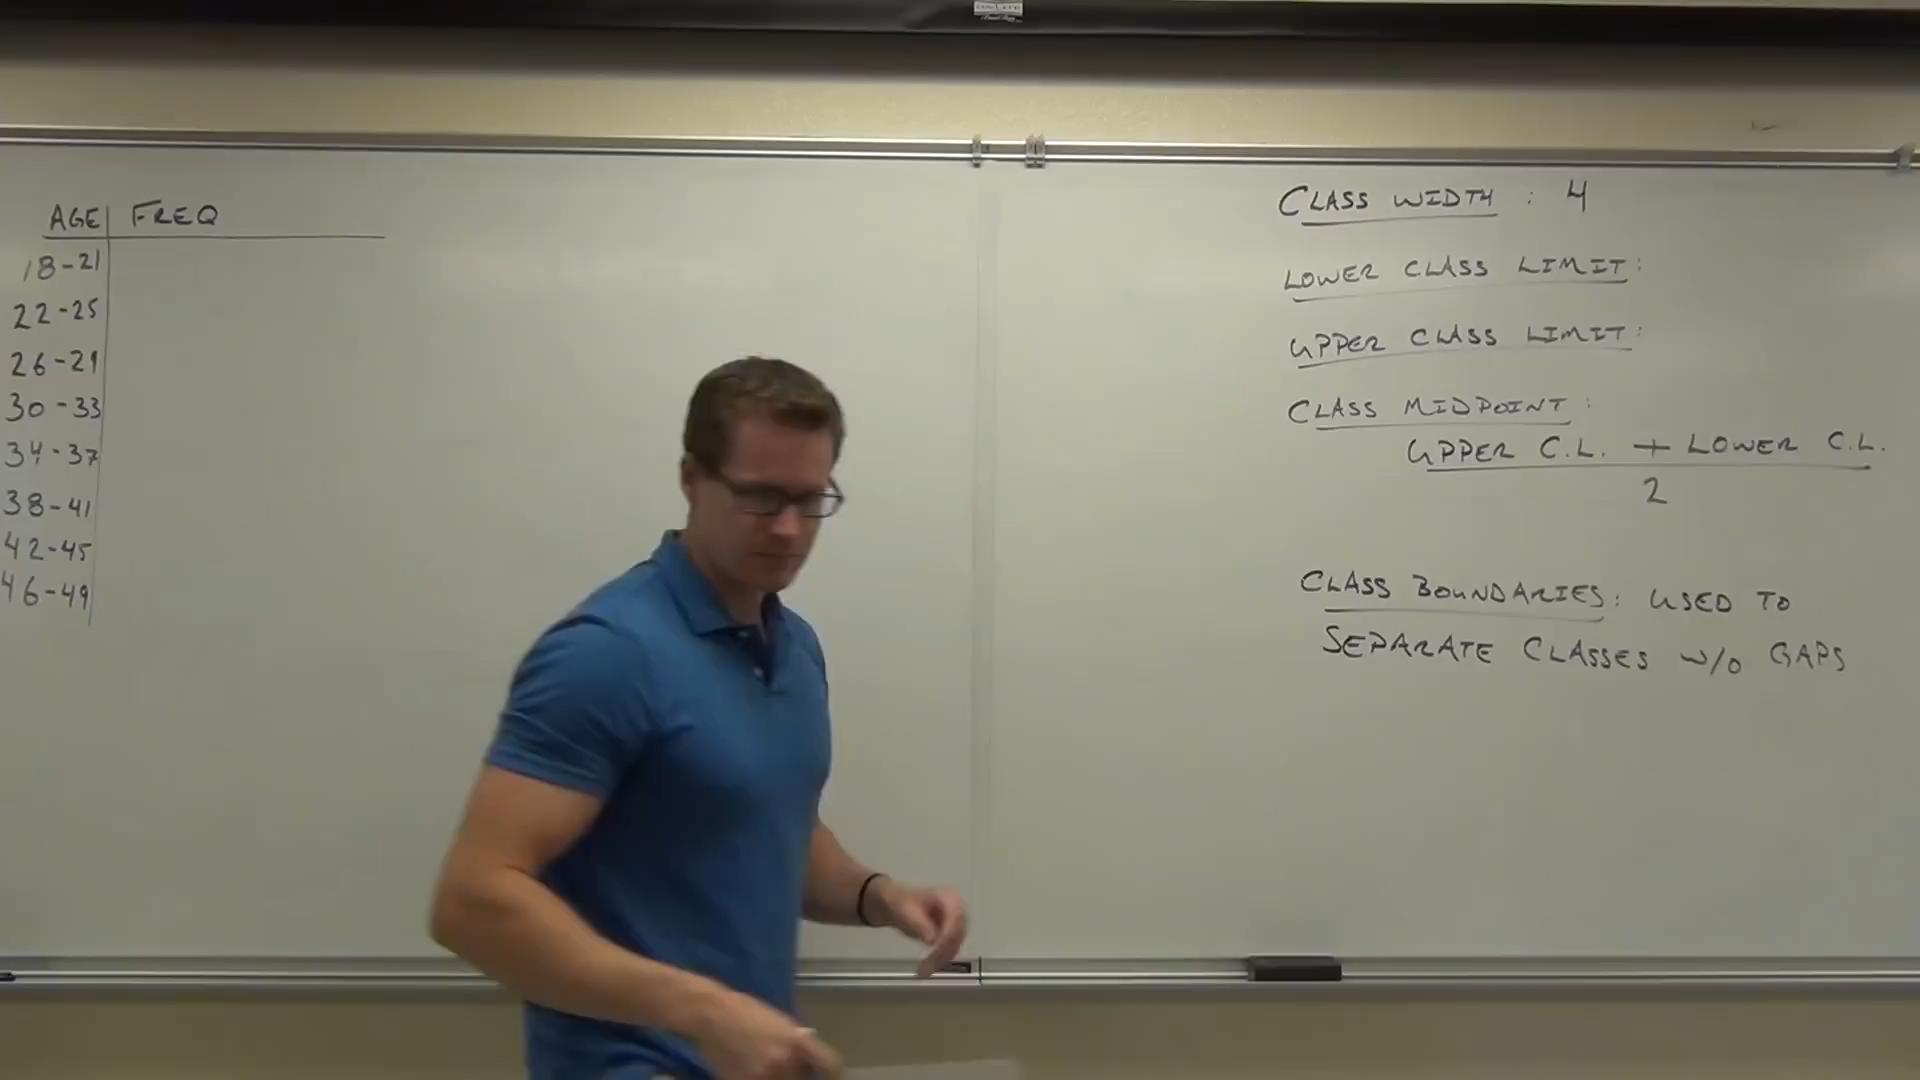 AGE FREQ
18-21
22-25
26-29
30-33
34-37
38-41
42-45
46-49
CLASS WIDTH : 4
LOWER CLASS LIMIT:
UPPER CLASS LIMIT:
CLASS MIDPOINT:
UPPER C.L. + LOWER C.L.
2
CLASS BOUNDARIES: USED TO
SEPARATE CLASSES W/O GAPS